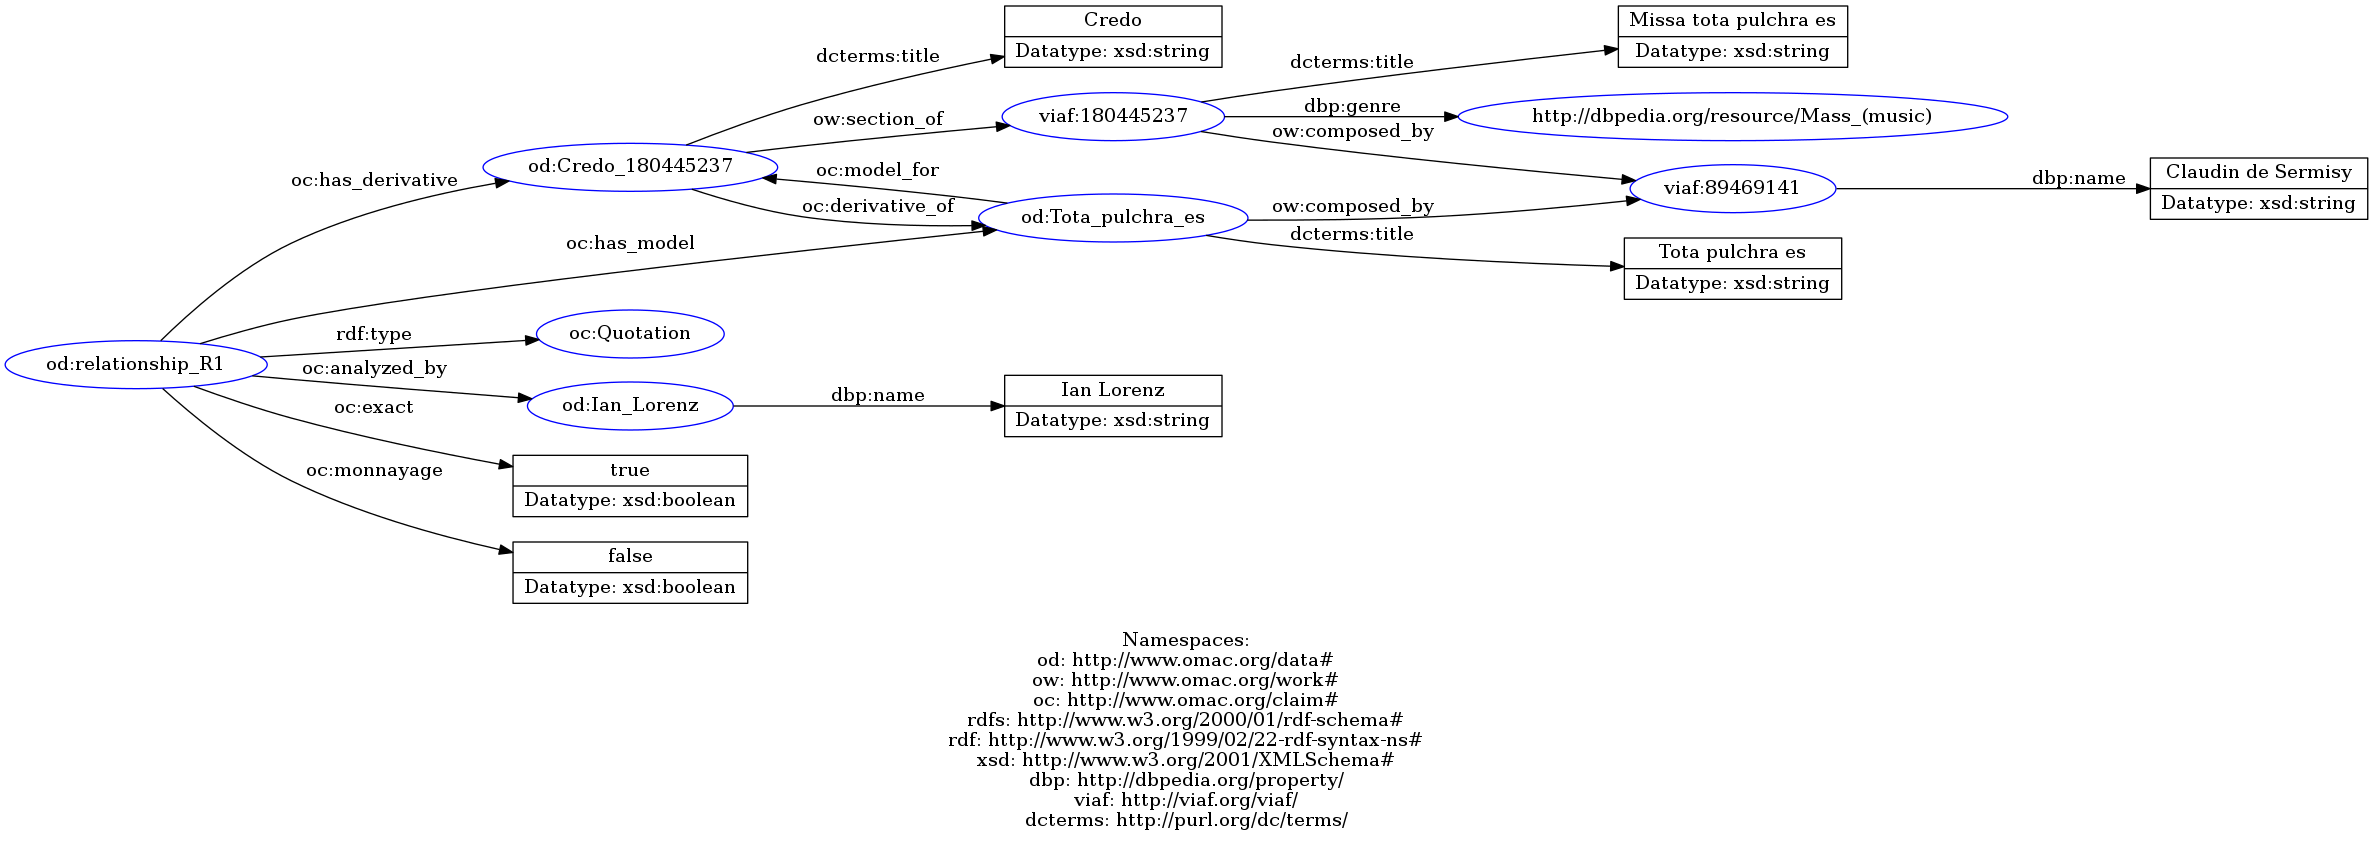 Credo
Datatype: xsd:string
Missa tota pulchra es
Datatype: xsd:string
dcterms:title
dcterms:title
dbp:genre
viaf:180445237
http://dbpedia.org/resource/Mass_(music)
ow:section_of
ow:composed_by
od:Credo_180445237
oc:model_for
oc:has_derivative
viaf:89469141
dbp:name
Claudin de Sermisy
Datatype: xsd:string
oc:derivative_of
ow:composed_by
od:Tota_pulchra_es
dcterms:title
oc:has_model
Tota pulchra es
Datatype: xsd:string
rdf:type
oc:Quotation
od:relationship_R1
oc:analyzed_by
od:Ian_Lorenz
dbp:name
Ian Lorenz
Datatype: xsd:string
oc:exact
true
Datatype: xsd:boolean
oc:monnayage
false
Datatype: xsd:boolean
Namespaces:
od: http://www.omac.org/data#
ow: http://www.omac.org/work#
oc: http://www.omac.org/claim#
rdfs: http://www.w3.org/2000/01/rdf-schema#
rdf: http://www.w3.org/1999/02/22-rdf-syntax-ns#
xsd: http://www.w3.org/2001/XMLSchema#
dbp: http://dbpedia.org/property/
viaf: http://viaf.org/viaf/
dcterms: http://purl.org/dc/terms/